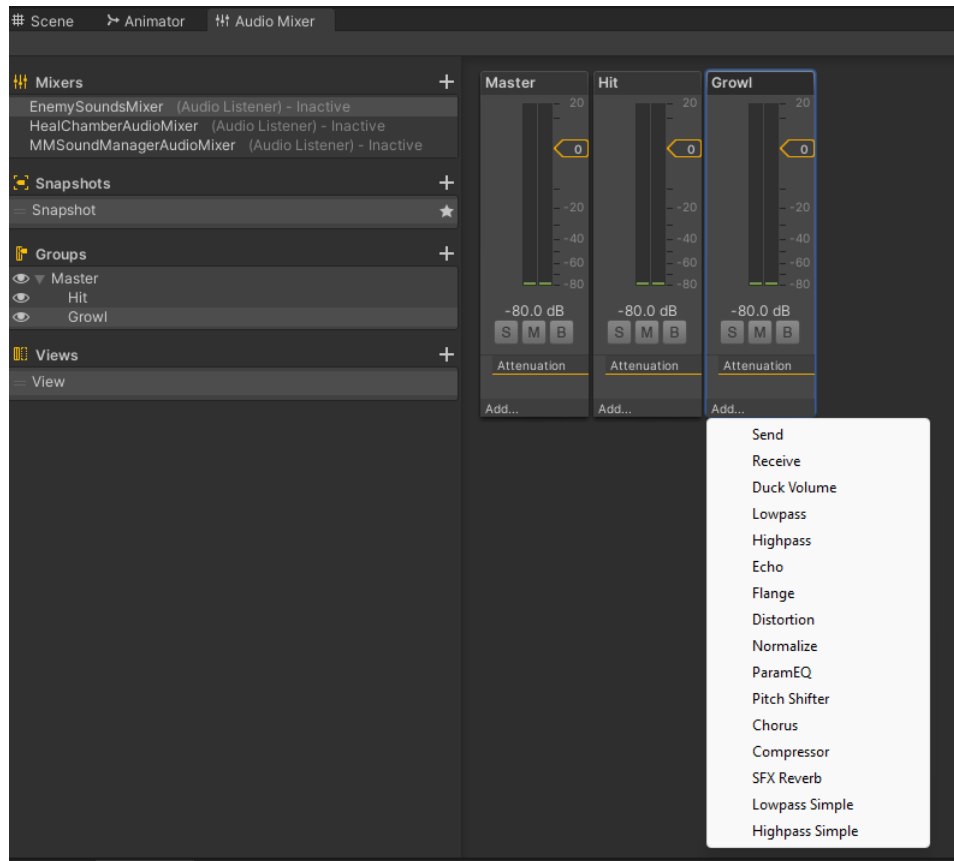 Scene Animator Audio Mixer
Mixers
EnemySoundsMixer (Audio Listener) - Inactive
HealChamberAudioMixer (Audio Listener) - Inactive
MMSoundManagerAudioMixer (Audio Listener) - Inactive
Snapshots
Snapshot
Groups
Master
Hit
Growl
Views
View
Master
20
0
-20
-40
-60
-80
-80.0 dB
S M B
Attenuation
Add...
Hit
20
0
-20
-40
-60
-80
-80.0 dB
S M B
Attenuation
Add...
Growl
20
0
-20
-40
-60
-80
-80.0 dB
S M B
Attenuation
Add...
Send
Receive
Duck Volume
Lowpass
Highpass
Echo
Flange
Distortion
Normalize
ParamEQ
Pitch Shifter
Chorus
Compressor
SFX Reverb
Lowpass Simple
Highpass Simple